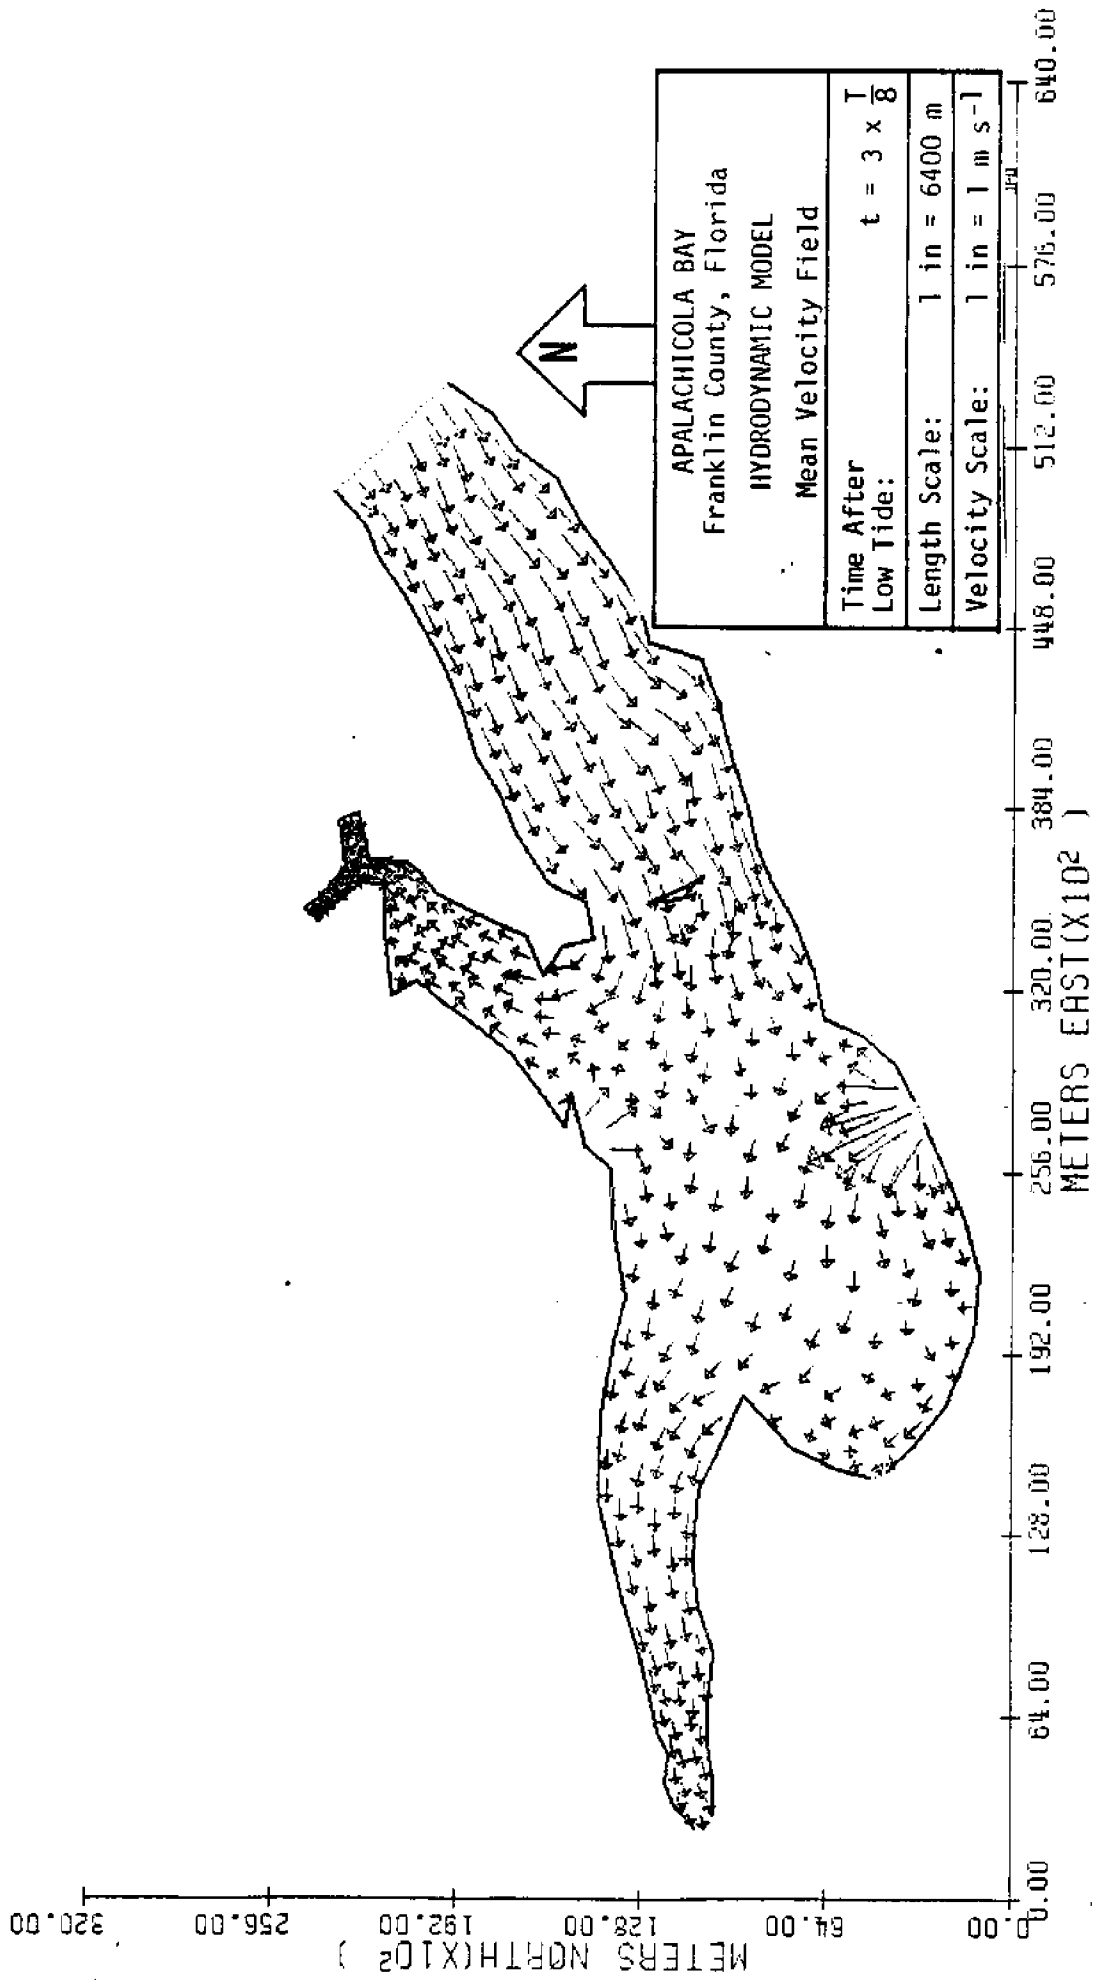 APALACHICOLA BAY
Franklin County, Florida
HYDRODYNAMIC MODEL
Mean Velocity Field
Time After
Low Tide: t = 3 x T/8
Length Scale: 1 in = 6400 m
Velocity Scale: 1 in = 1 m s⁻¹
N
METERS NORTH(X10² )
320.00
256.00
192.00
128.00
64.00
0.00
0.00
64.00
128.00
192.00
256.00
320.00
384.00
448.00
512.00
576.00
640.00
METERS EAST(X10² )